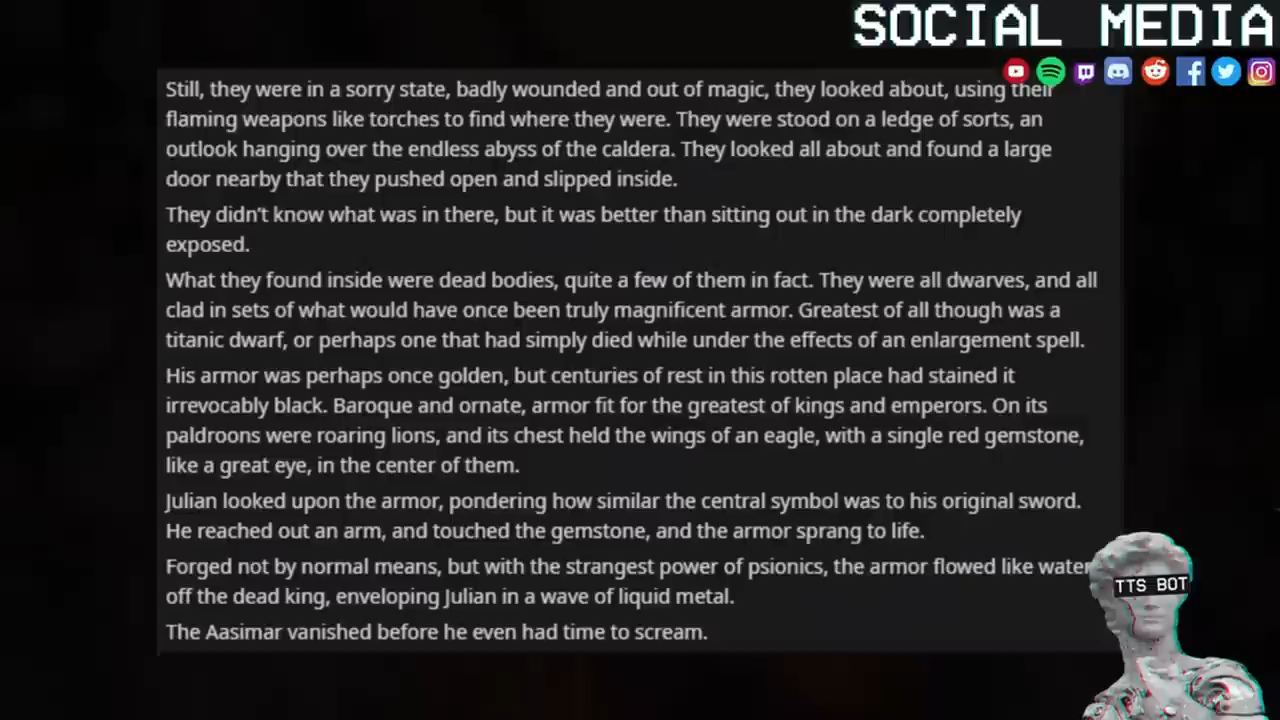 SOCIAL MEDIA
Still, they were in a sorry state, badly wounded and out of magic, they looked about, using their
flaming weapons like torches to find where they were. They were stood on a ledge of sorts, an
outlook hanging over the endless abyss of the caldera. They looked all about and found a large
door nearby that they pushed open and slipped inside.
They didn't know what was in there, but it was better than sitting out in the dark completely
exposed.
What they found inside were dead bodies, quite a few of them in fact. They were all dwarves, and all
clad in sets of what would have once been truly magnificent armor. Greatest of all though was a
titanic dwarf, or perhaps one that had simply died while under the effects of an enlargement spell.
His armor was perhaps once golden, but centuries of rest in this rotten place had stained it
irrevocably black. Baroque and ornate, armor fit for the greatest of kings and emperors. On its
paldroons were roaring lions, and its chest held the wings of an eagle, with a single red gemstone,
like a great eye, in the center of them.
Julian looked upon the armor, pondering how similar the central symbol was to his original sword.
He reached out an arm, and touched the gemstone, and the armor sprang to life.
Forged not by normal means, but with the strangest power of psionics, the armor flowed like water
off the dead king, enveloping Julian in a wave of liquid metal.
The Aasimar vanished before he even had time to scream.
TTS BOT